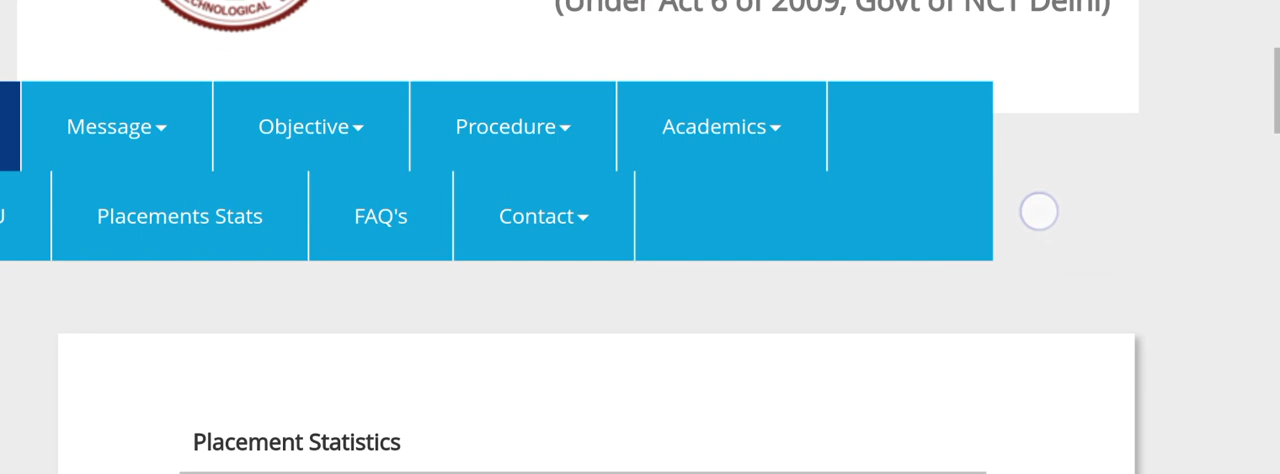 TECHNOLOGICAL
(Under Act 6 of 2009, Govt of NCT Delhi)
Message
Objective
Procedure
Academics
U
Placements Stats
FAQ's
Contact
Placement Statistics